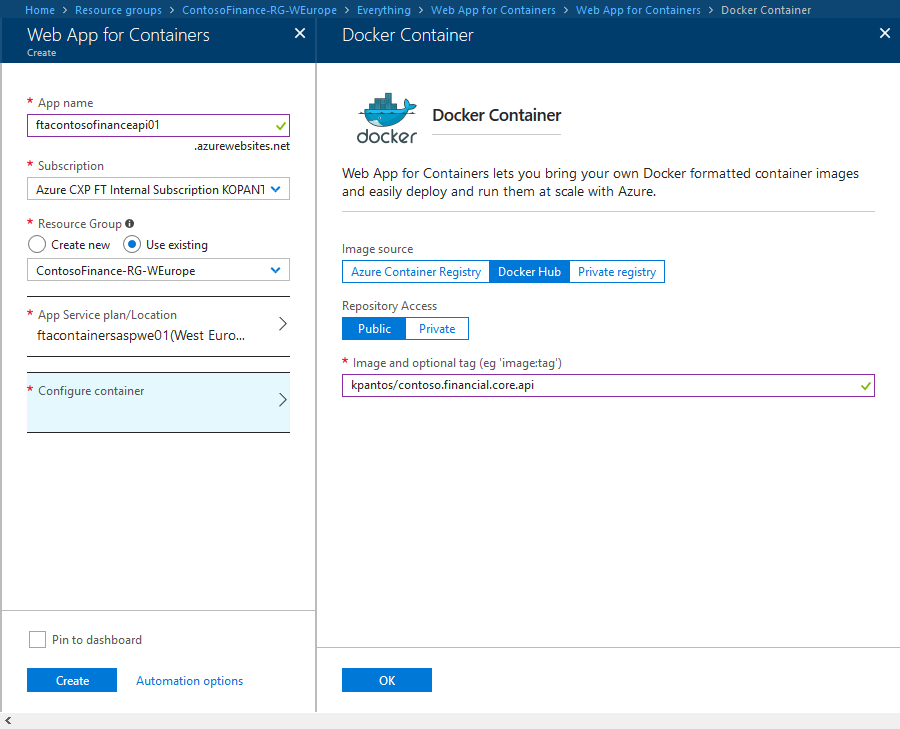 Home > Resource groups > ContosoFinance-RG-WEurope > Everything > Web App for Containers > Web App for Containers > Docker Container
Web App for Containers
Create
* App name
ftacontosofinanceapi01
.azurewebsites.net
* Subscription
Azure CXP FT Internal Subscription KOPANT
* Resource Group
Create new Use existing
ContosoFinance-RG-WEurope
* App Service plan/Location
ftacontainersaspwe01(West Euro...
* Configure container
Pin to dashboard
Create Automation options
Docker Container
docker
Docker Container
Web App for Containers lets you bring your own Docker formatted container images
and easily deploy and run them at scale with Azure.
Image source
Azure Container Registry Docker Hub Private registry
Repository Access
Public Private
* Image and optional tag (eg 'image:tag')
kpantos/contoso.financial.core.api
OK